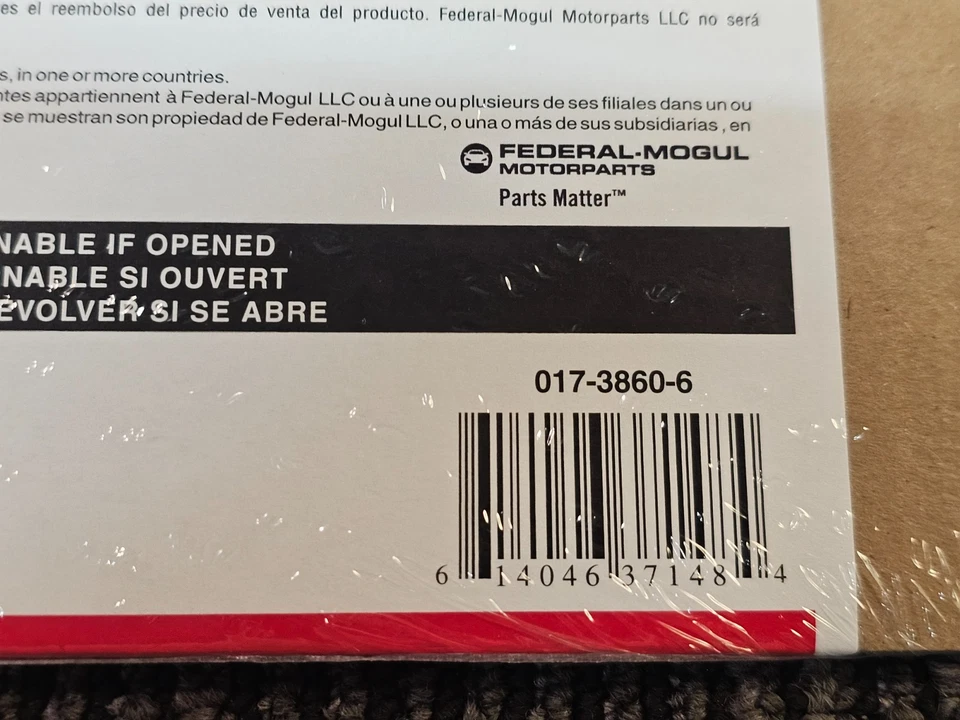 es el reembolso del precio de venta del producto. Federal-Mogul Motorparts LLC no será
s, in one or more countries.
ntes appartiennent à Federal-Mogul LLC ou à une ou plusieurs de ses filiales dans un ou
se muestran son propiedad de Federal-Mogul LLC, o una o más de sus subsidiarias , en
FEDERAL-MOGUL
MOTORPARTS
Parts Matter™
NABLE IF OPENED
NABLE SI OUVERT
EVOLVER SI SE ABRE
017-3860-6
6 14046 37148 4